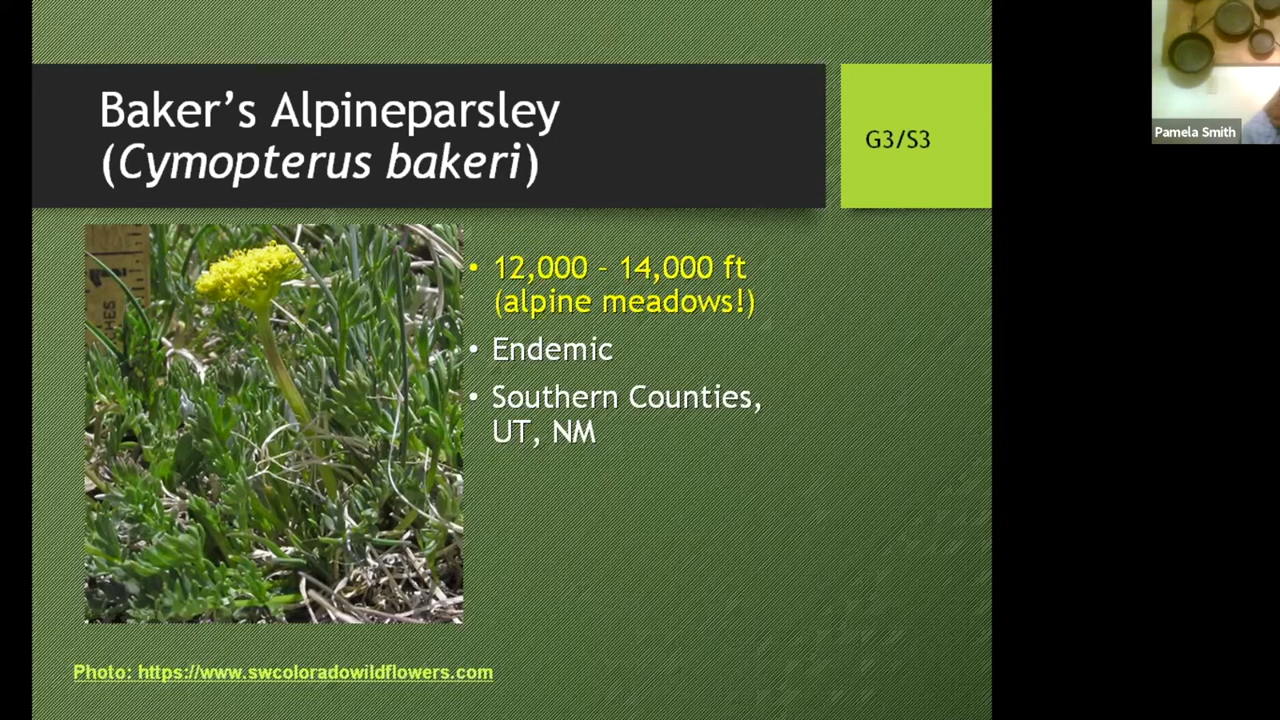 Baker’s Alpineparsley
(Cymopterus bakeri)
G3/S3
• 12,000 – 14,000 ft
(alpine meadows!)
• Endemic
• Southern Counties,
UT, NM
1
Photo: https://www.swcoloradowildflowers.com
Pamela Smith